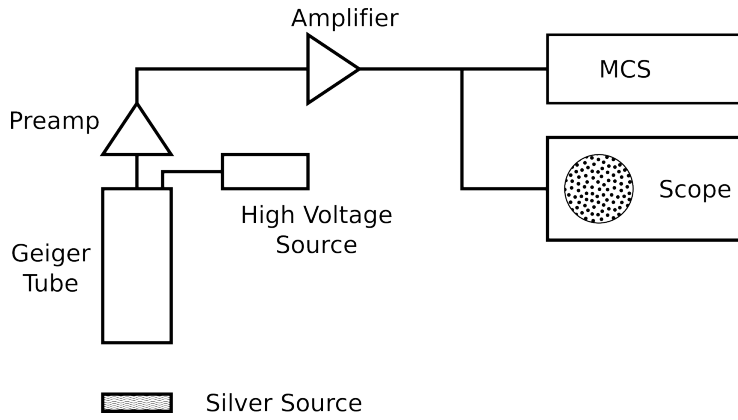 Amplifier
MCS
Preamp
Scope
High Voltage
Source
Geiger
Tube
Silver Source